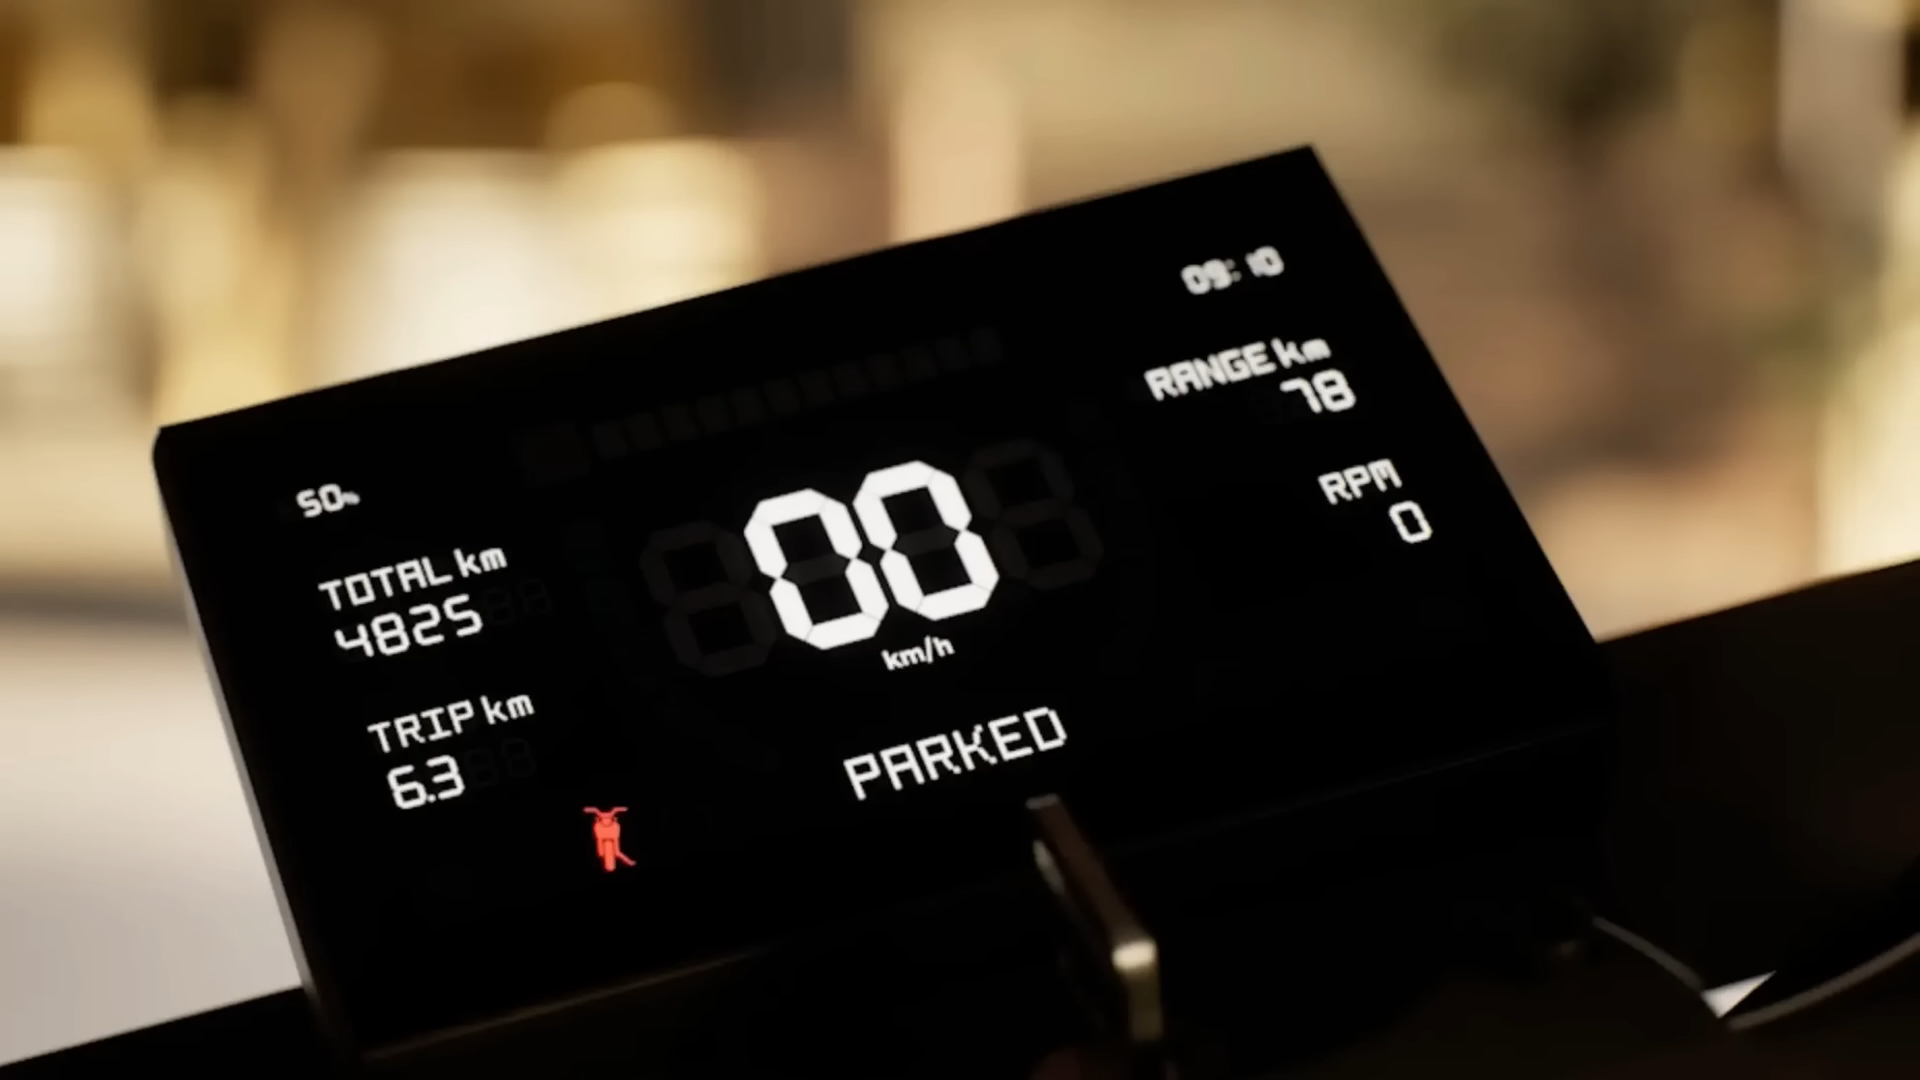 09:10
RANGE km
78
RPM
0
50%
TOTAL km
4825
TRIP km
6.3
00
km/h
PARKED